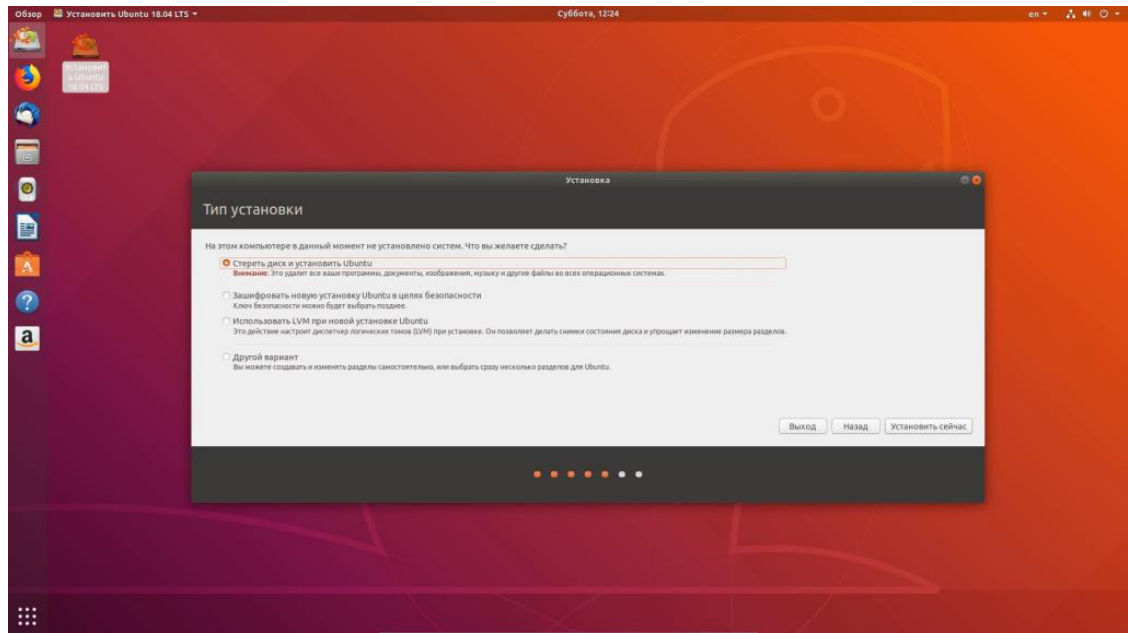 Обзор Установить Ubuntu 18.04 LTS Суббота, 12:24 en
Установит
ь Ubuntu
18.04 LTS
Установка
Тип установки
На этом компьютере в данный момент не установлено систем. Что вы желаете сделать?
Стереть диск и установить Ubuntu
Внимание: Это удалит все ваши программы, документы, изображения, музыку и другие файлы во всех операционных системах.
Зашифровать новую установку Ubuntu в целях безопасности
Ключ безопасности можно будет выбрать позднее.
Использовать LVM при новой установке Ubuntu
Это действие настроит диспетчер логических томов (LVM) при установке. Он позволяет делать снимки состояния диска и упрощает изменение размера разделов.
Другой вариант
Вы можете создавать и изменять разделы самостоятельно, или выбрать сразу несколько разделов для Ubuntu.
Выход Назад Установить сейчас